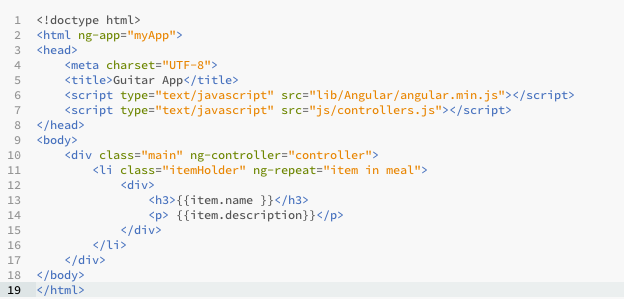 1 <!doctype html>
2 <html ng-app="myApp">
3 <head>
4 <meta charset="UTF-8">
5 <title>Guitar App</title>
6 <script type="text/javascript" src="lib/Angular/angular.min.js"></script>
7 <script type="text/javascript" src="js/controllers.js"></script>
8 </head>
9 <body>
10 <div class="main" ng-controller="controller">
11 <li class="itemHolder" ng-repeat="item in meal">
12 <div>
13 <h3>{{item.name }}</h3>
14 <p> {{item.description}}</p>
15 </div>
16 </li>
17 </div>
18 </body>
19 </html>